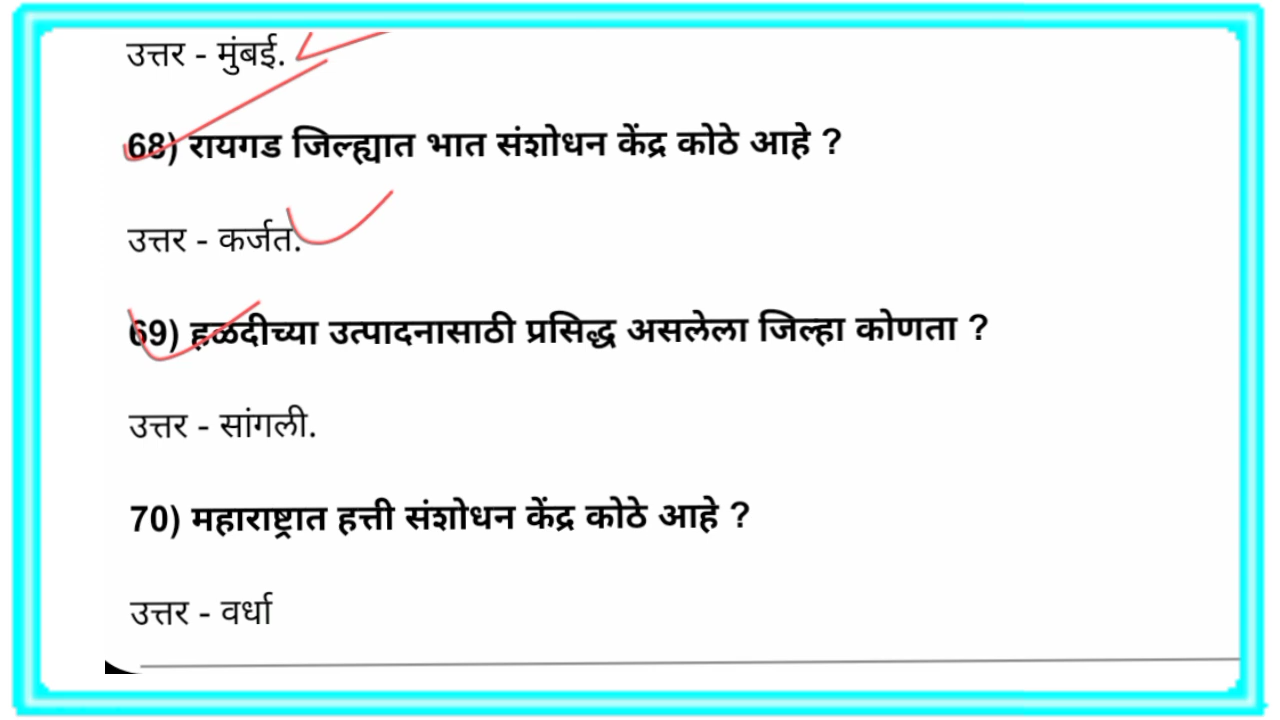 उत्तर - मुंबई.
68) रायगड जिल्ह्यात भात संशोधन केंद्र कोठे आहे ?
उत्तर - कर्जत.
69) हळदीच्या उत्पादनासाठी प्रसिद्ध असलेला जिल्हा कोणता ?
उत्तर - सांगली.
70) महाराष्ट्रात हत्ती संशोधन केंद्र कोठे आहे ?
उत्तर - वर्धा